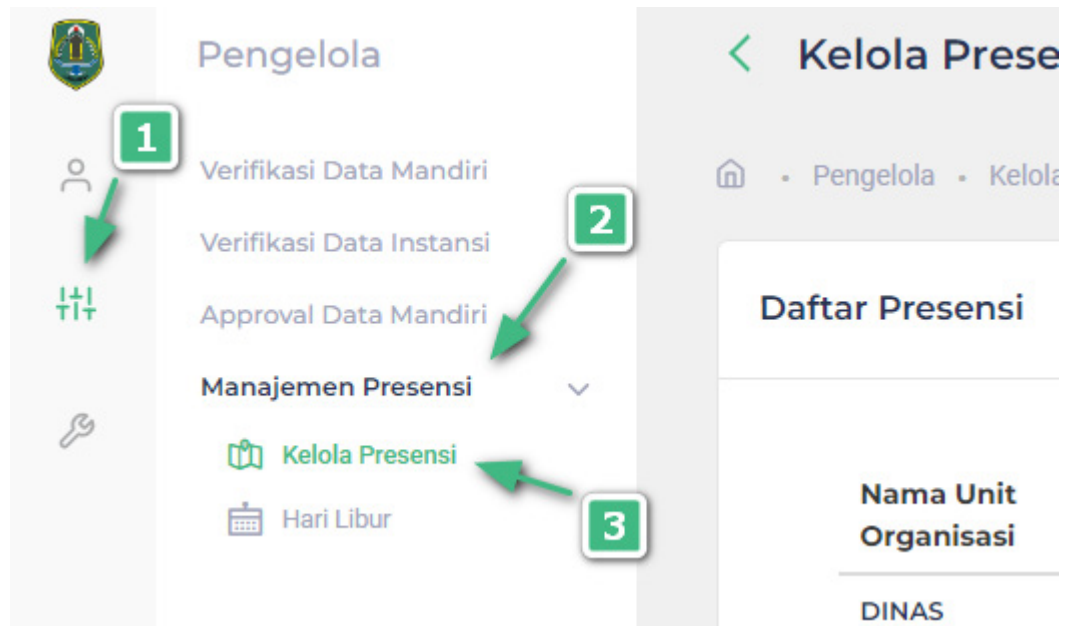 Pengelola
1
Verifikasi Data Mandiri
2
Verifikasi Data Instansi
Approval Data Mandiri
Manajemen Presensi
Kelola Presensi
3
Hari Libur
Kelola Prese
Pengelola • Kelola
Daftar Presensi
Nama Unit
Organisasi
DINAS